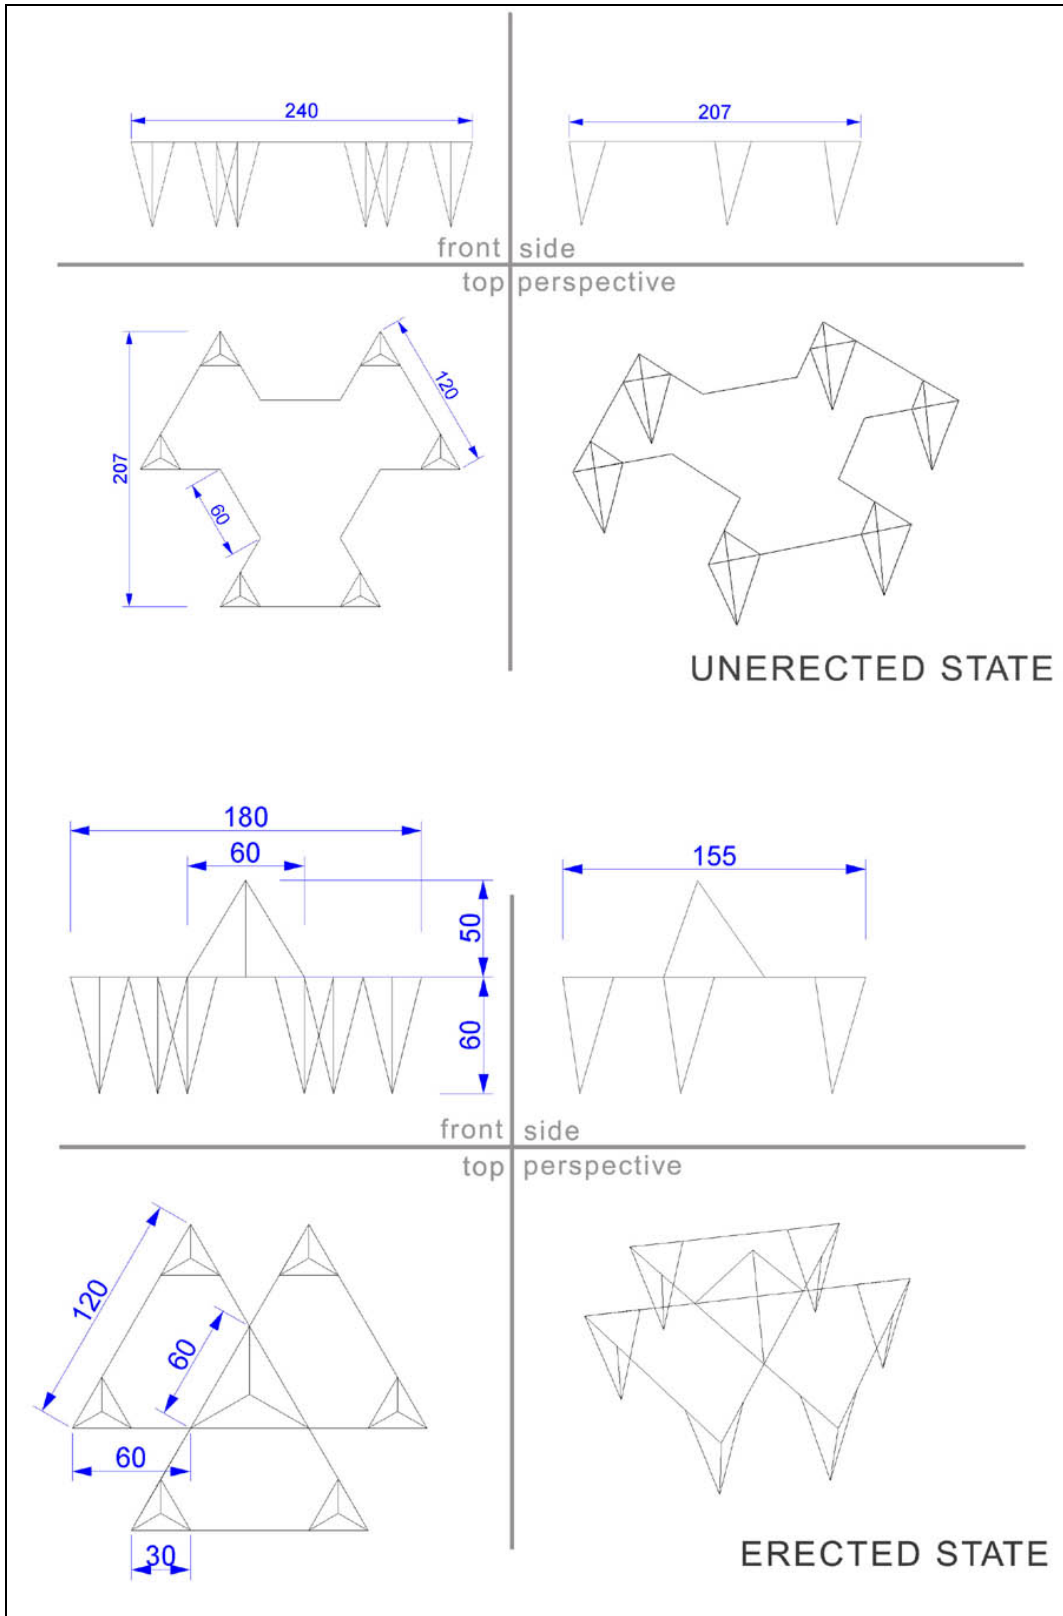 240
207
front
side
top
perspective
207
120
60
UNERECTED STATE
180
60
50
60
155
front
side
top
perspective
120
60
60
30
ERECTED STATE